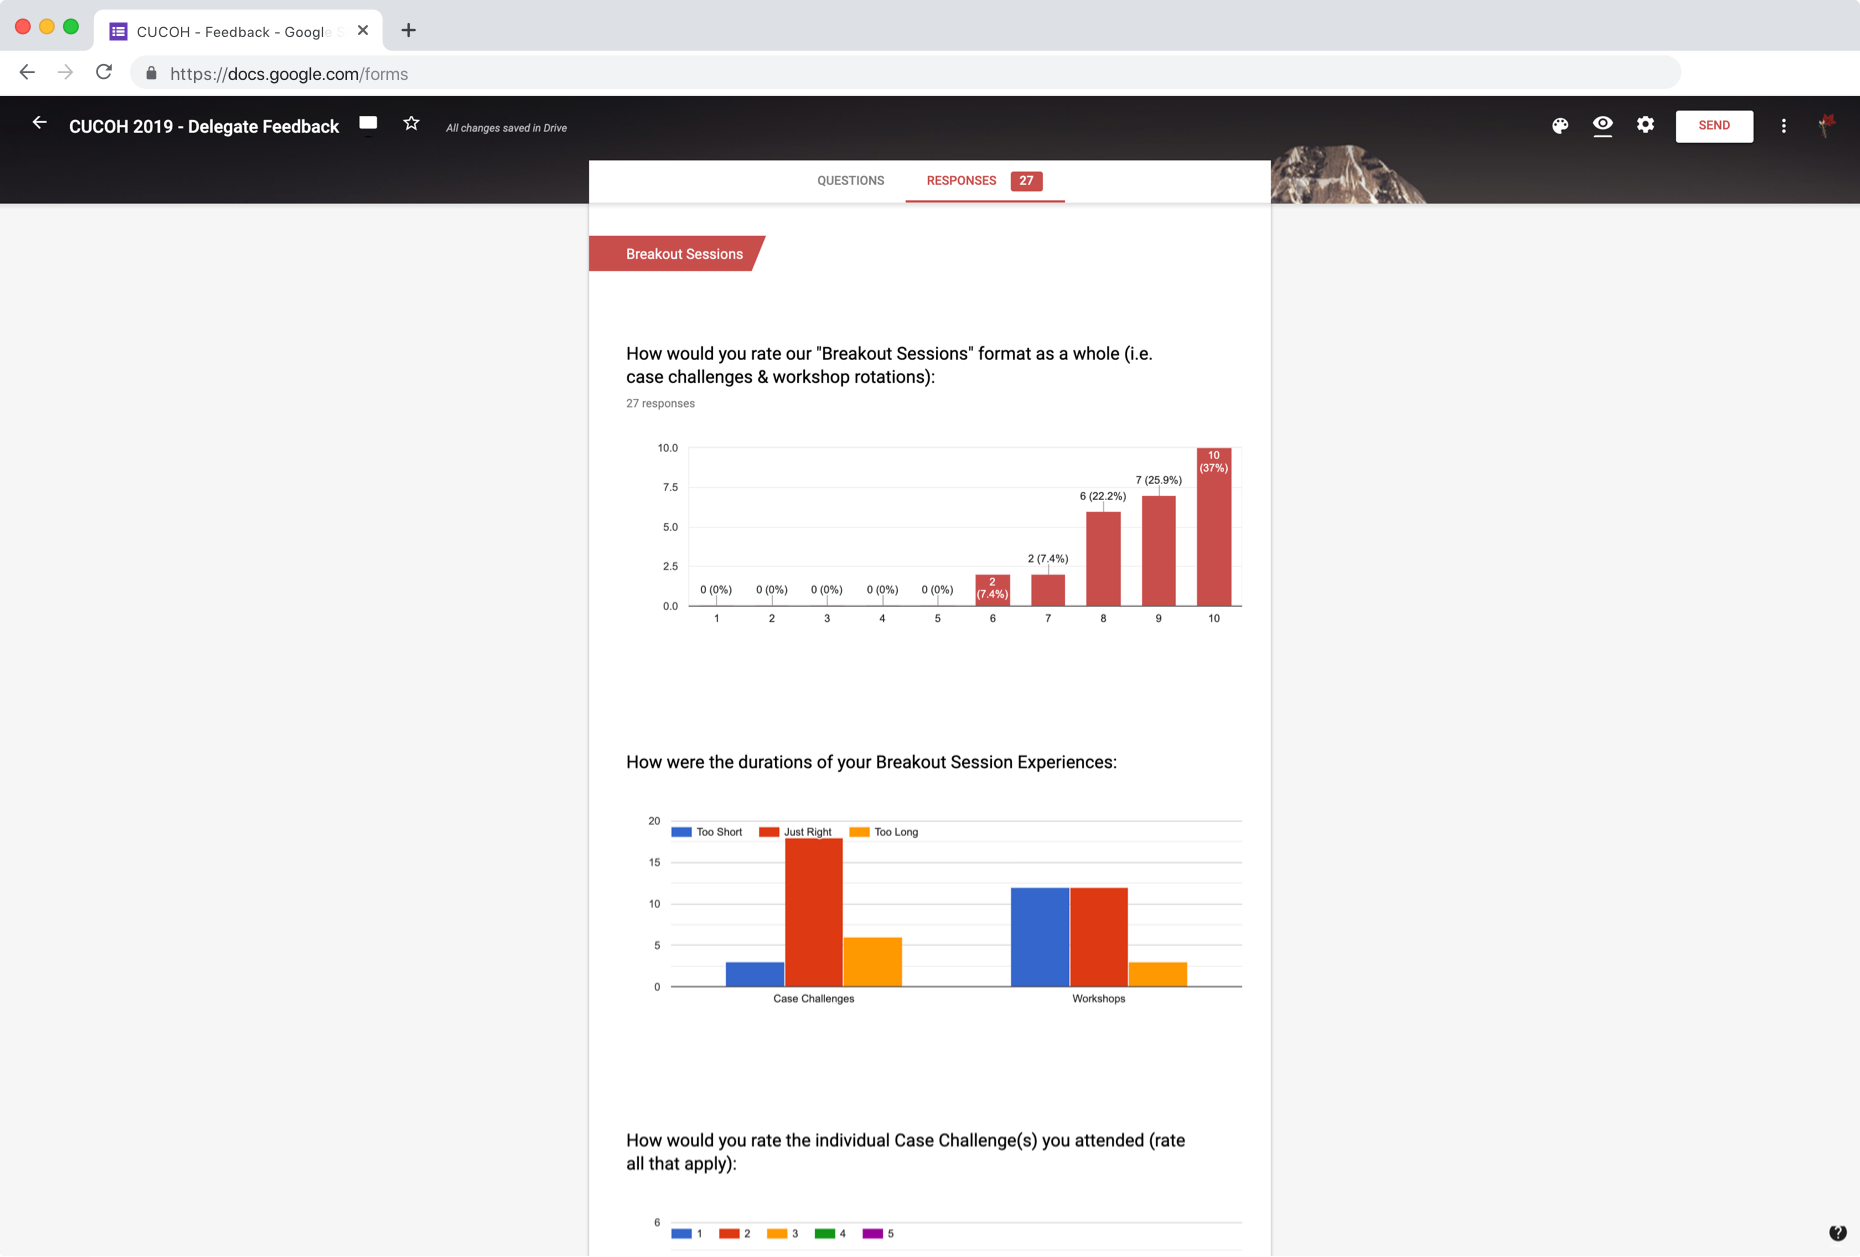 CUCOH - Feedback - Google S
https://docs.google.com/forms
CUCOH 2019 - Delegate Feedback
All changes saved in Drive
SEND
QUESTIONS
RESPONSES 27
Breakout Sessions
How would you rate our "Breakout Sessions" format as a whole (i.e.
case challenges & workshop rotations):
27 responses
10.0
7.5
5.0
2.5
0.0
0 (0%)
0 (0%)
0 (0%)
0 (0%)
0 (0%)
2
(7.4%)
2 (7.4%)
6 (22.2%)
7 (25.9%)
10
(37%)
1 2 3 4 5 6 7 8 9 10
How were the durations of your Breakout Session Experiences:
20
15
10
5
0
Too Short Just Right Too Long
Case Challenges Workshops
How would you rate the individual Case Challenge(s) you attended (rate
all that apply):
6
1 2 3 4 5